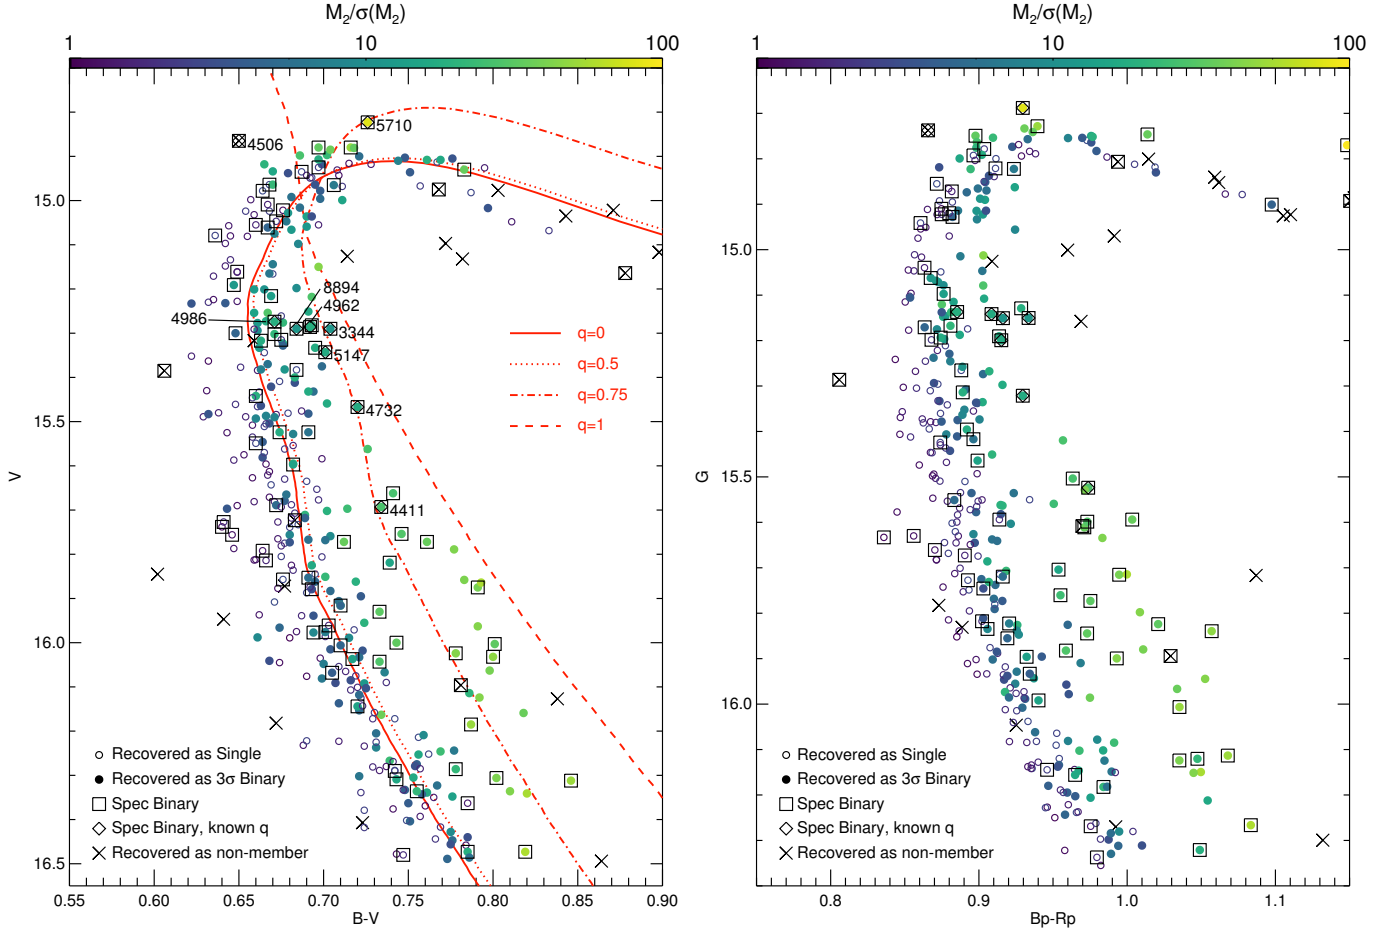 M2/σ(M2)
M2/σ(M2)
1 10 100
1 10 100
4506
5710
15.0
15.0
8894
4962
4986
3344
5147
q=0
q=0.5
q=0.75
q=1
4732
15.5
15.5
V
G
4411
16.0
16.0
Recovered as Single
Recovered as 3σ Binary
Spec Binary
Spec Binary, known q
Recovered as non-member
Recovered as Single
Recovered as 3σ Binary
Spec Binary
Spec Binary, known q
Recovered as non-member
16.5
0.55 0.60 0.65 0.70 0.75 0.80 0.85 0.90
0.8 0.9 1.0 1.1
B-V
Bp-Rp